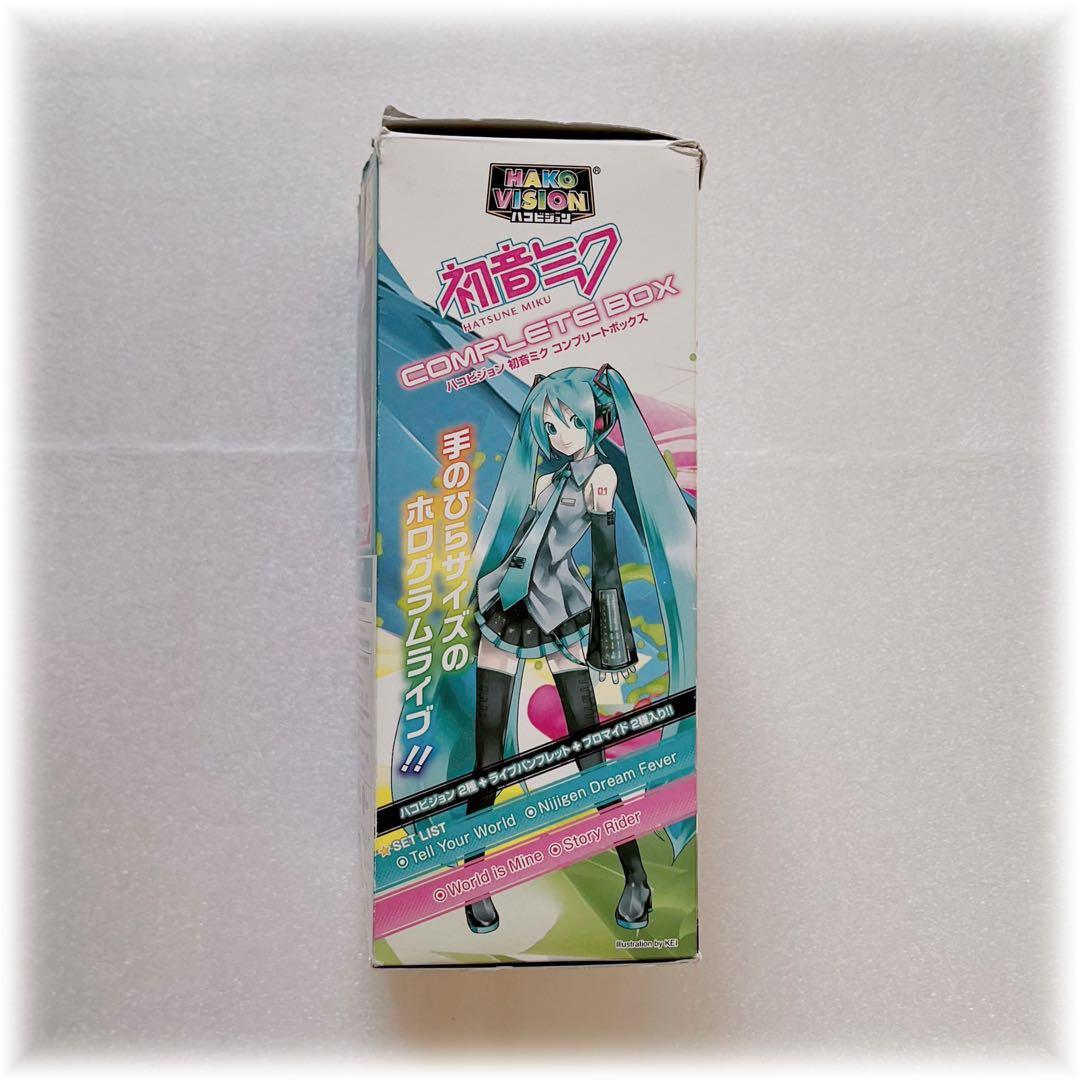 HAKO
VISION®
ハコビジョン
初音ミク
HATSUNE MIKU
COMPLETE BOX
ハコビジョン 初音ミク コンプリートボックス
手のひらサイズの
ホログラムライブ!!
01
ハコビジョン 2種+ライブパンフレット+ブロマイド 2種入り!!
☆SET LIST
◎Tell Your World ◎Nijigen Dream Fever
◎World is Mine ◎Story Rider
Illustration by KEI